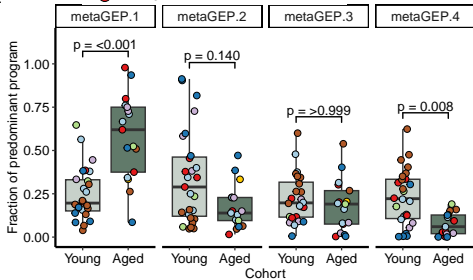 metaGEP.1 metaGEP.2 metaGEP.3 metaGEP.4
p = <0.001 p = 0.140 p = >0.999 p = 0.008
Fraction of predominant program
1.00
0.75
0.50
0.25
0.00
Young Aged Young Aged Young Aged Young Aged
Cohort